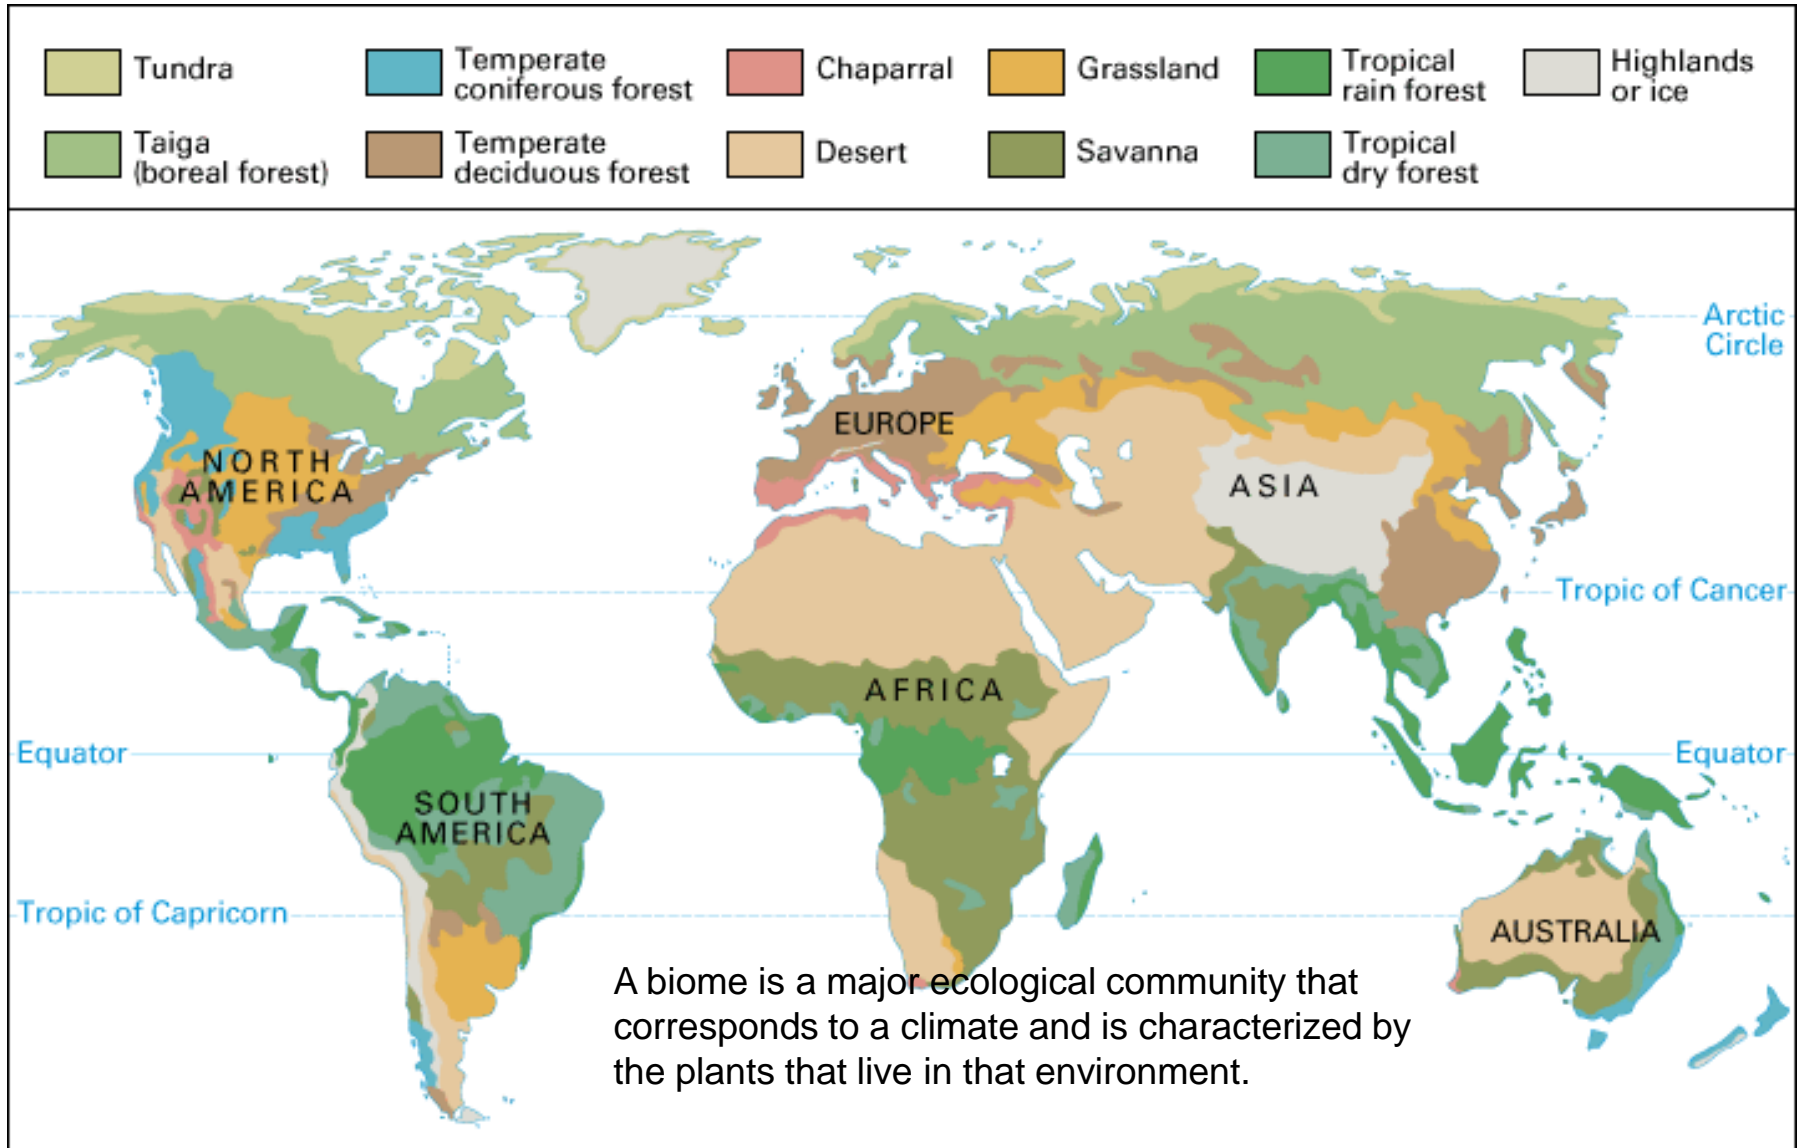 Tundra
Temperate
coniferous forest
Chaparral
Grassland
Tropical
rain forest
Highlands
or ice
Taiga
(boreal forest)
Temperate
deciduous forest
Desert
Savanna
Tropical
dry forest
Arctic
Circle
EUROPE
NORTH
AMERICA
ASIA
Tropic of Cancer
AFRICA
Equator
Equator
SOUTH
AMERICA
Tropic of Capricorn
AUSTRALIA
A biome is a major ecological community that
corresponds to a climate and is characterized by
the plants that live in that environment.